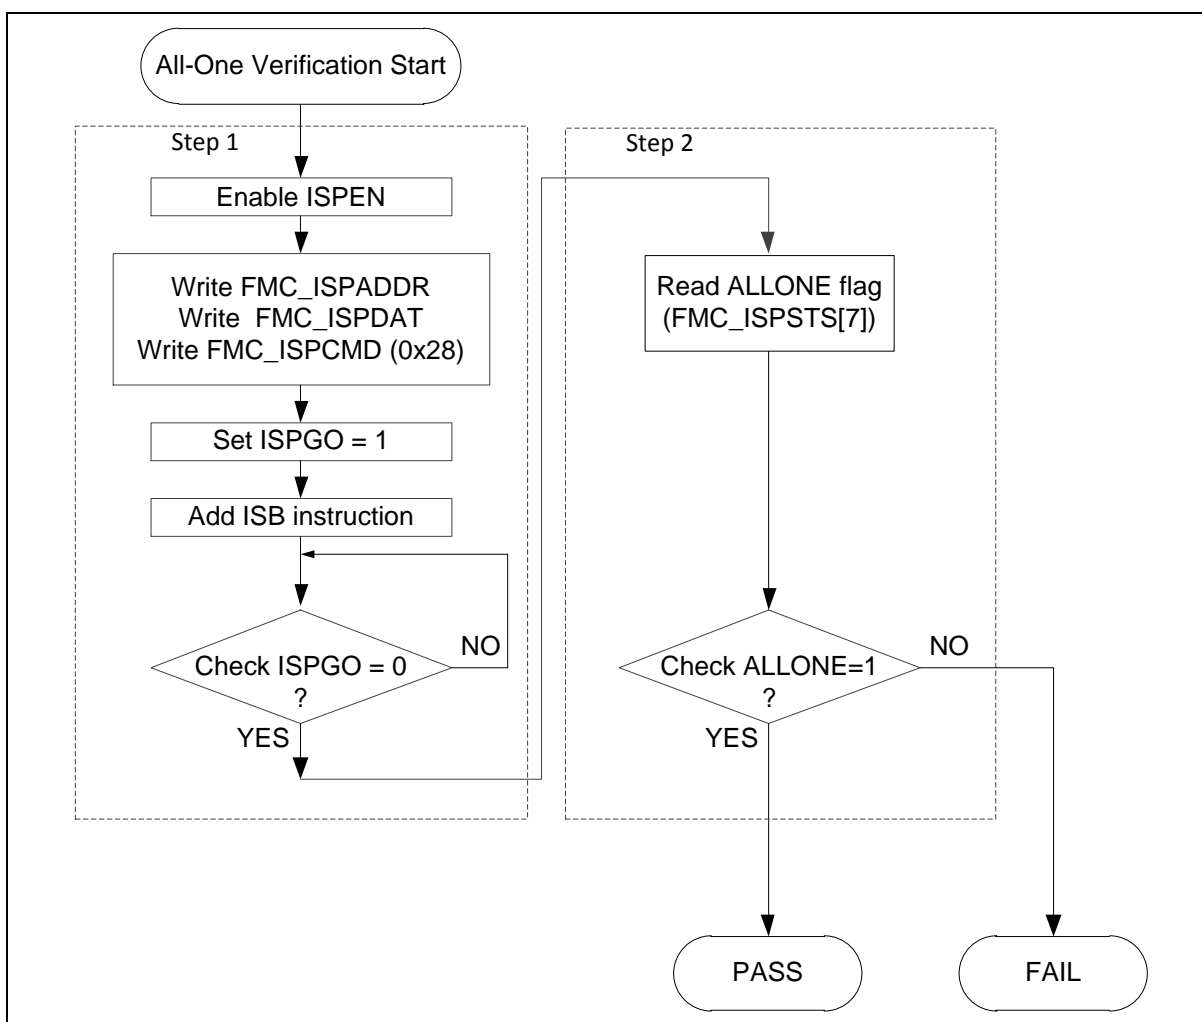 All-One Verification Start
Step 1
Enable ISPEN
Write FMC_ISPADDR
Write FMC_ISPDAT
Write FMC_ISPCMD (0x28)
Set ISPGO = 1
Add ISB instruction
Check ISPGO = 0
?
NO
YES
Step 2
Read ALLONE flag
(FMC_ISPSTS[7])
Check ALLONE=1
?
NO
YES
PASS
FAIL